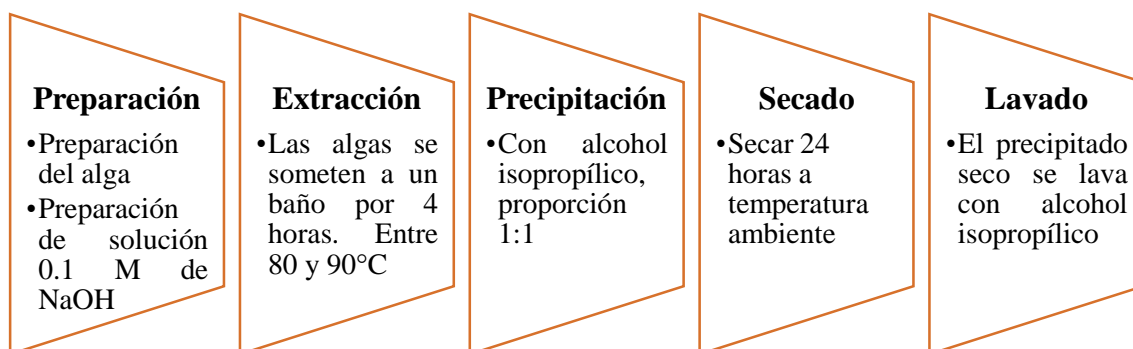 Preparación
•Preparación
del alga
•Preparación
de solución
0.1 M de
NaOH
Extracción
•Las algas se
someten a un
baño por 4
horas. Entre
80 y 90°C
Precipitación
•Con alcohol
isopropílico,
proporción
1:1
Secado
•Secar 24
horas a
temperatura
ambiente
Lavado
•El precipitado
seco se lava
con alcohol
isopropílico